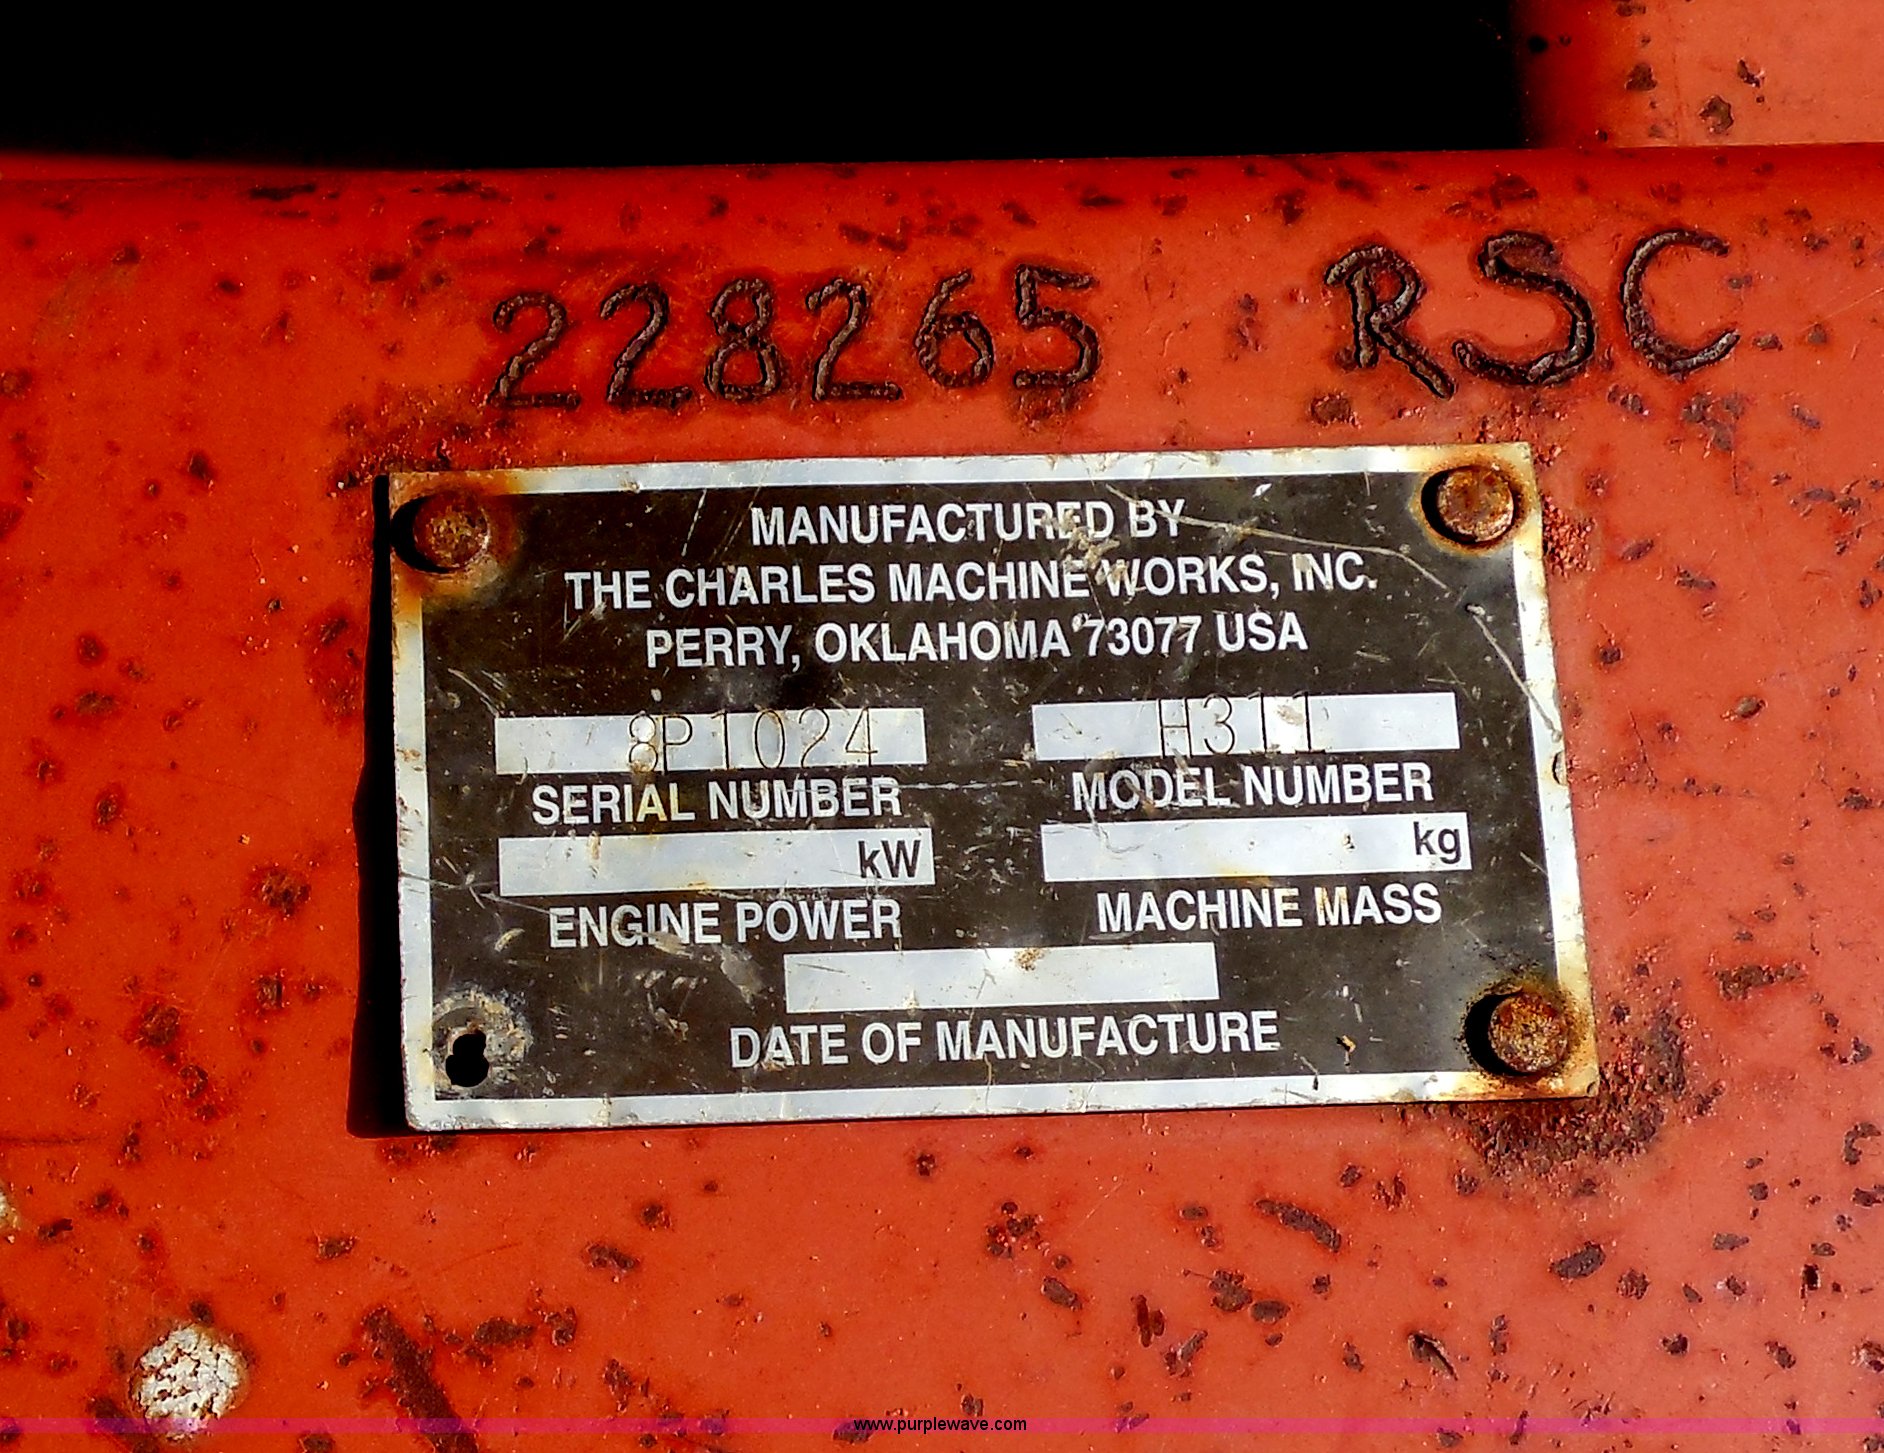 228265 RSC
MANUFACTURED BY
THE CHARLES MACHINE WORKS, INC.
PERRY, OKLAHOMA 73077 USA
8P1024 H311
SERIAL NUMBER MODEL NUMBER
kW kg
ENGINE POWER MACHINE MASS
DATE OF MANUFACTURE
www.purplewave.com